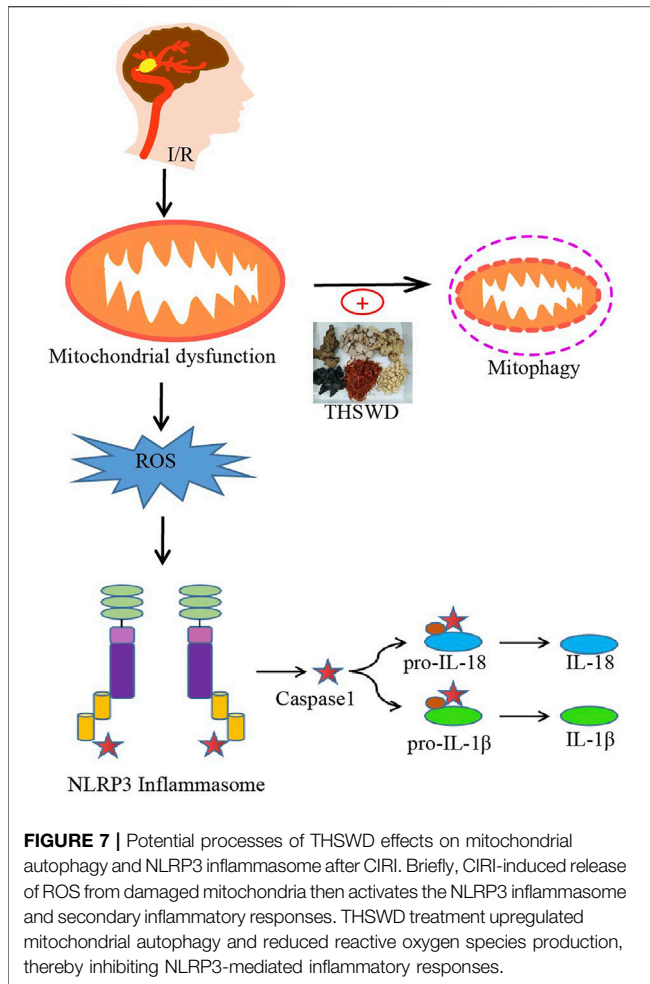 I/R
Mitochondrial dysfunction
+
THSWD
Mitophagy
ROS
NLRP3 Inflammasome
Caspase1
pro-IL-18
IL-18
pro-IL-1β
IL-1β
FIGURE 7 | Potential processes of THSWD effects on mitochondrial
autophagy and NLRP3 inflammasome after CIRI. Briefly, CIRI-induced release
of ROS from damaged mitochondria then activates the NLRP3 inflammasome
and secondary inflammatory responses. THSWD treatment upregulated
mitochondrial autophagy and reduced reactive oxygen species production,
thereby inhibiting NLRP3-mediated inflammatory responses.